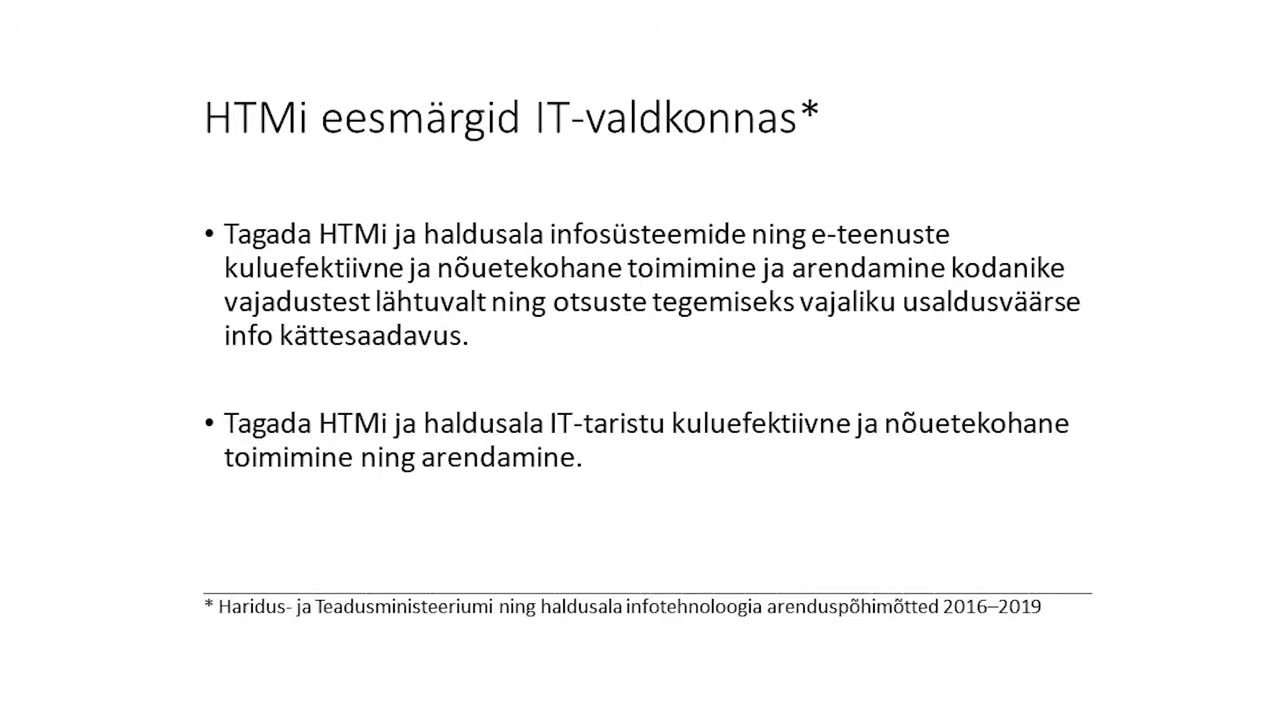 HTMi eesmärgid IT-valdkonnas*
• Tagada HTMi ja haldusala infosüsteemide ning e-teenuste
kuluefektiivne ja nõuetekohane toimimine ja arendamine kodanike
vajadustest lähtuvalt ning otsuste tegemiseks vajaliku usaldusväärse
info kättesaadavus.
• Tagada HTMi ja haldusala IT-taristu kuluefektiivne ja nõuetekohane
toimimine ning arendamine.
* Haridus- ja Teadusministeeriumi ning haldusala infotehnoloogia arenduspõhimõtted 2016–2019